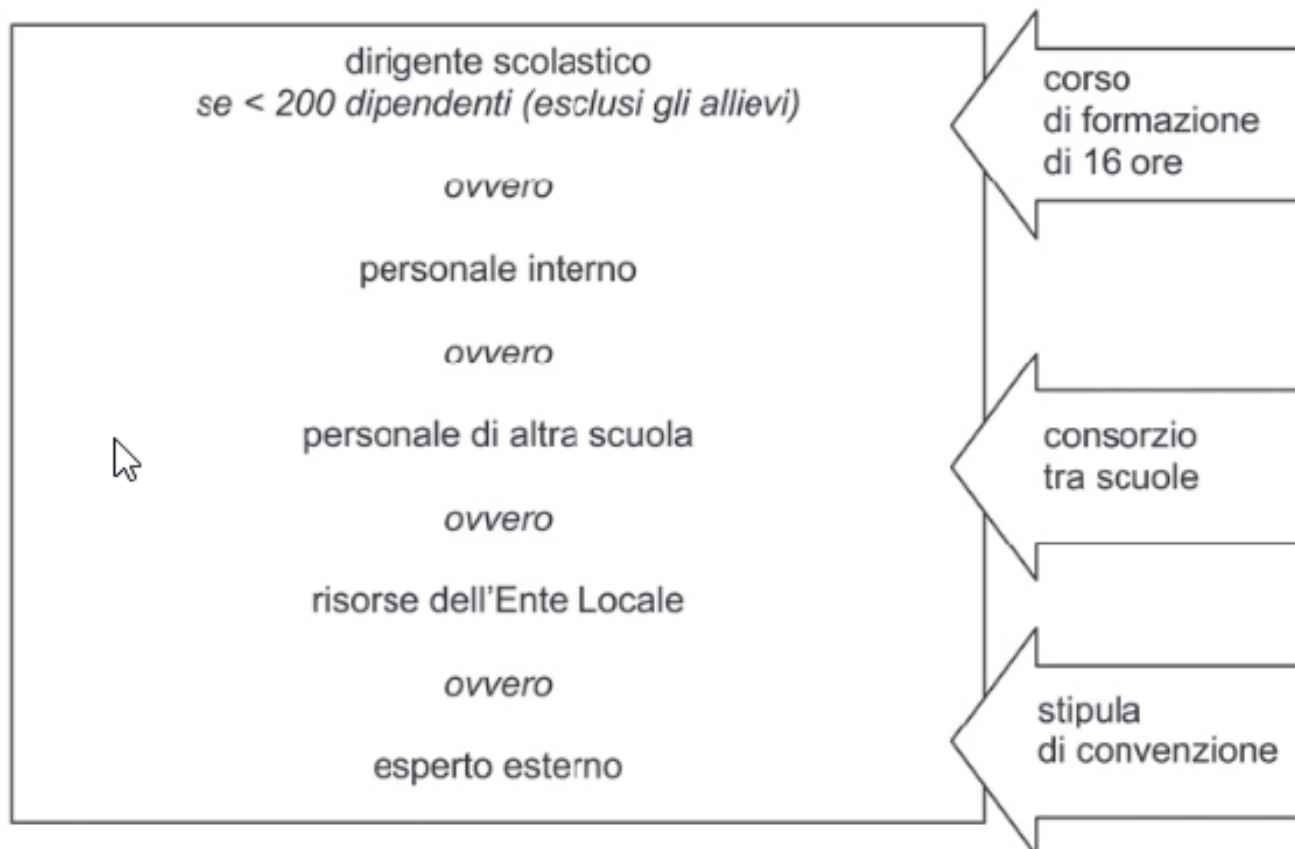 dirigente scolastico
se < 200 dipendenti (esclusi gli allievi)
ovvero
personale interno
ovvero
personale di altra scuola
ovvero
risorse dell'Ente Locale
ovvero
esperto esterno
corso
di formazione
di 16 ore
consorzio
tra scuole
stipula
di convenzione